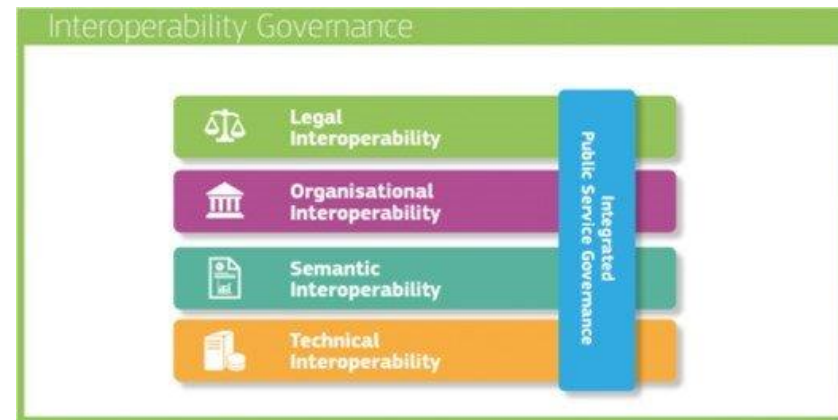 Interoperability Governance
Legal
Interoperability
Organisational
Interoperability
Semantic
Interoperability
Technical
Interoperability
Integrated
Public Service Governance